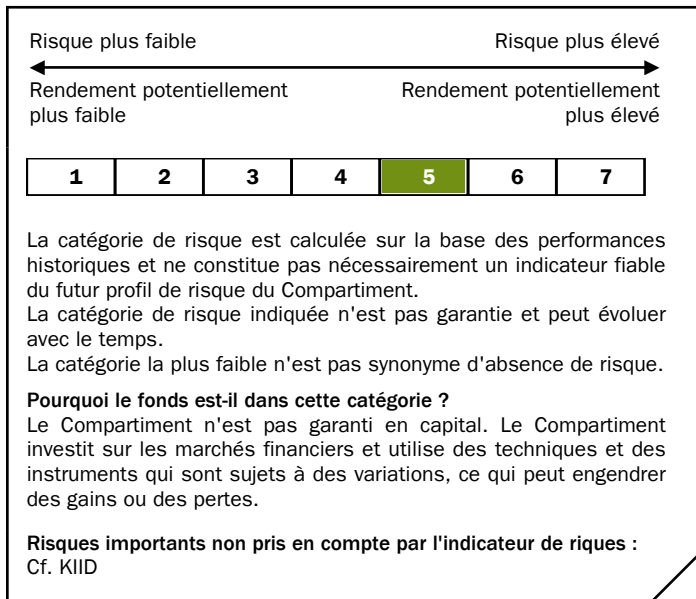 Risque plus faible Risque plus élevé
Rendement potentiellement Rendement potentiellement
plus faible plus élevé
1 2 3 4 5 6 7
La catégorie de risque est calculée sur la base des performances
historiques et ne constitue pas nécessairement un indicateur fiable
du futur profil de risque du Compartiment.
La catégorie de risque indiquée n'est pas garantie et peut évoluer
avec le temps.
La catégorie la plus faible n'est pas synonyme d'absence de risque.
Pourquoi le fonds est-il dans cette catégorie ?
Le Compartiment n'est pas garanti en capital. Le Compartiment
investit sur les marchés financiers et utilise des techniques et des
instruments qui sont sujets à des variations, ce qui peut engendrer
des gains ou des pertes.
Risques importants non pris en compte par l'indicateur de riques :
Cf. KIID